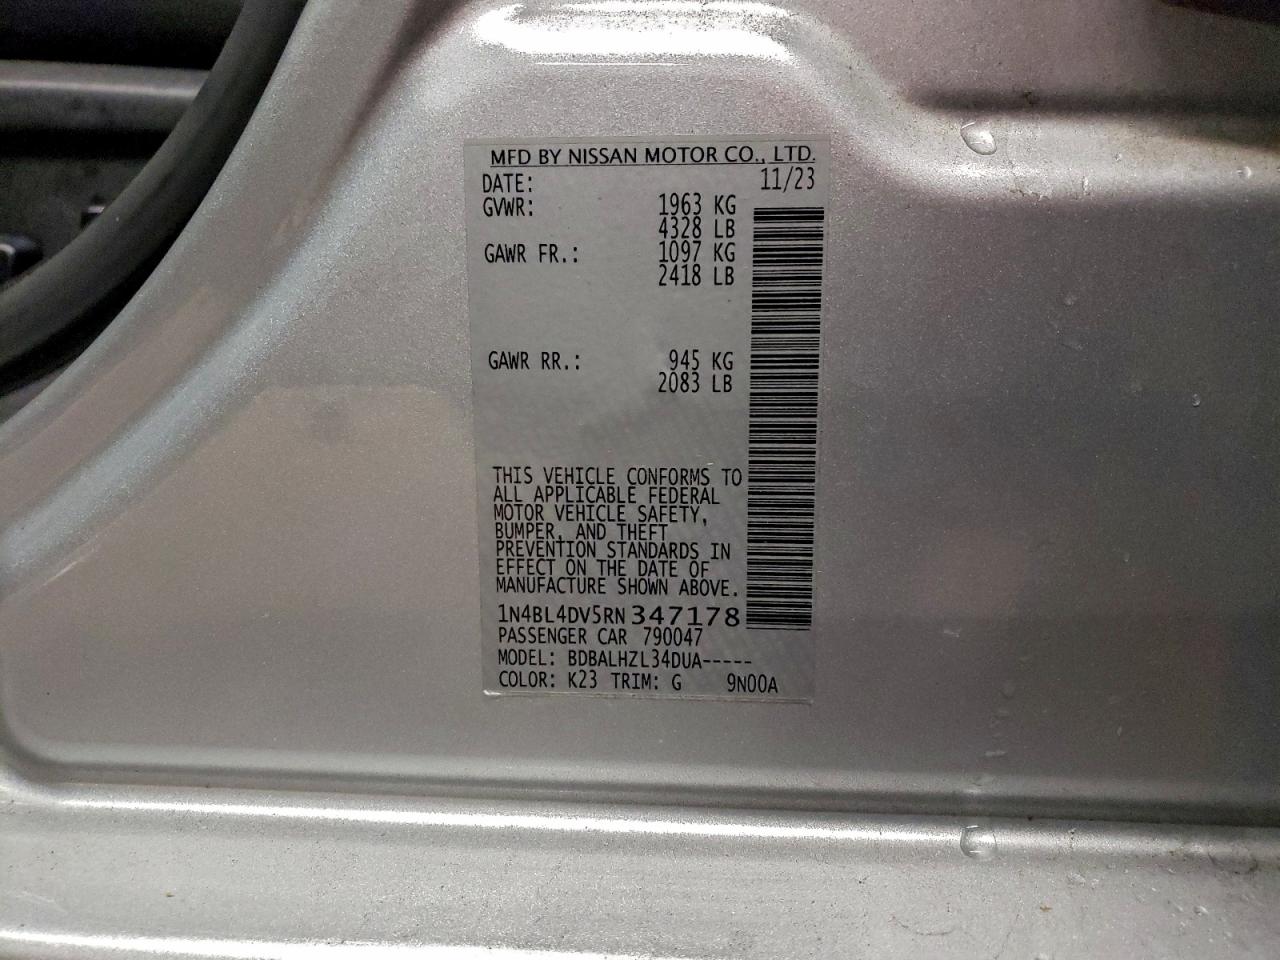 MFD BY NISSAN MOTOR CO., LTD.
DATE: 11/23
GVWR: 1963 KG
4328 LB
GAWR FR.: 1097 KG
2418 LB
GAWR RR.: 945 KG
2083 LB
THIS VEHICLE CONFORMS TO
ALL APPLICABLE FEDERAL
MOTOR VEHICLE SAFETY,
BUMPER, AND THEFT
PREVENTION STANDARDS IN
EFFECT ON THE DATE OF
MANUFACTURE SHOWN ABOVE.
1N4BL4DV5RN347178
PASSENGER CAR 790047
MODEL: BDBALHZL34DUA-----
COLOR: K23 TRIM: G 9N00A